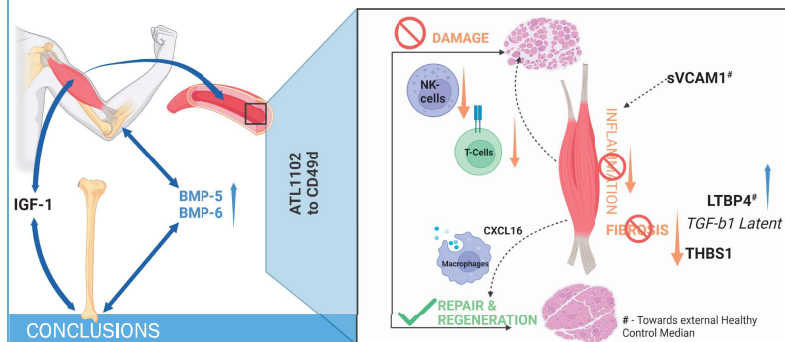 IGF-1
BMP-5
BMP-6
CONCLUSIONS
ATL1102
to CD49d
DAMAGE
NK-
cells
T-Cells
sVCAM1#
INFLAMMATION
LTBP4#
TGF-b1 Latent
FIBROSIS
THBS1
CXCL16
Macrophages
REPAIR &
REGENERATION
# - Towards external Healthy
Control Median